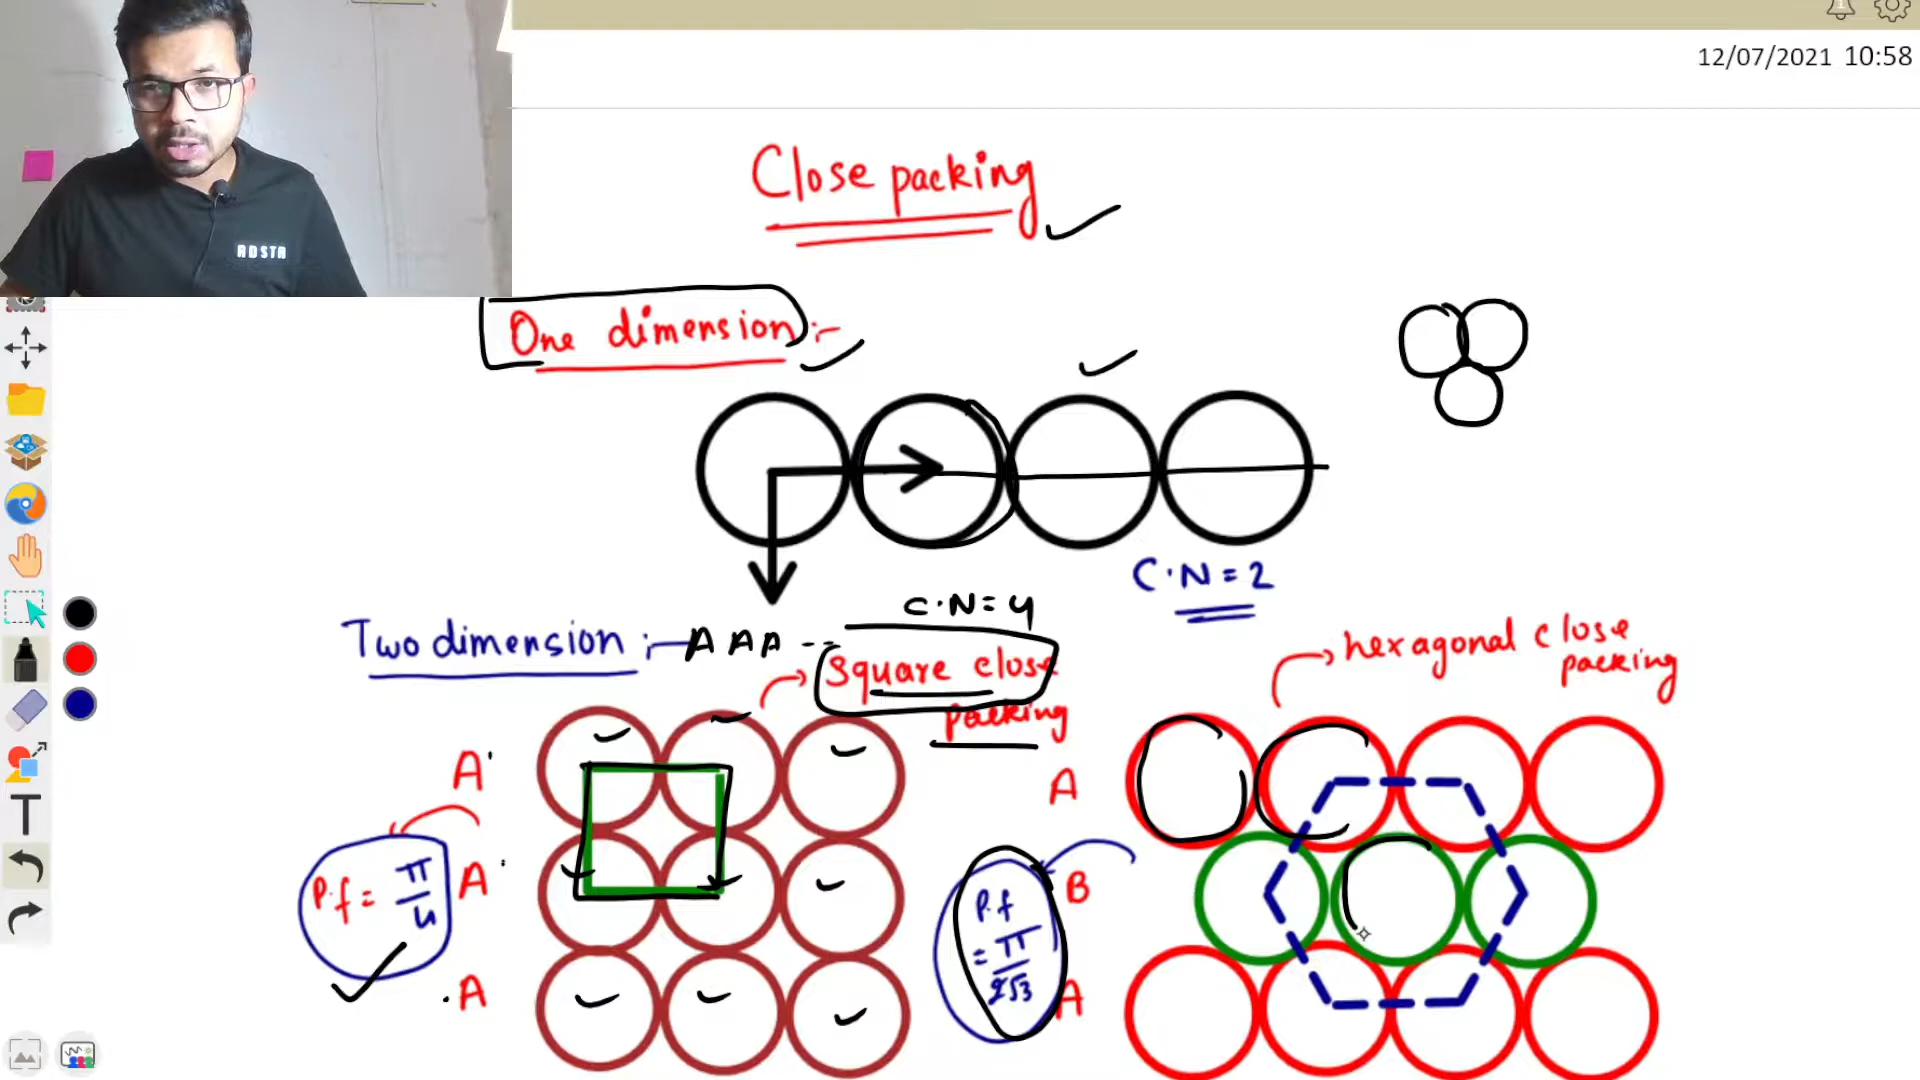 12/07/2021 10:58
ADSTA
Close packing
One dimension :-
C.N = 2
C.N = 4
Two dimension :- A A A --
Square close
packing
hexagonal close
packing
A
A
A
P.f = π/4
A
B
A
P.f
= π/2√3
T